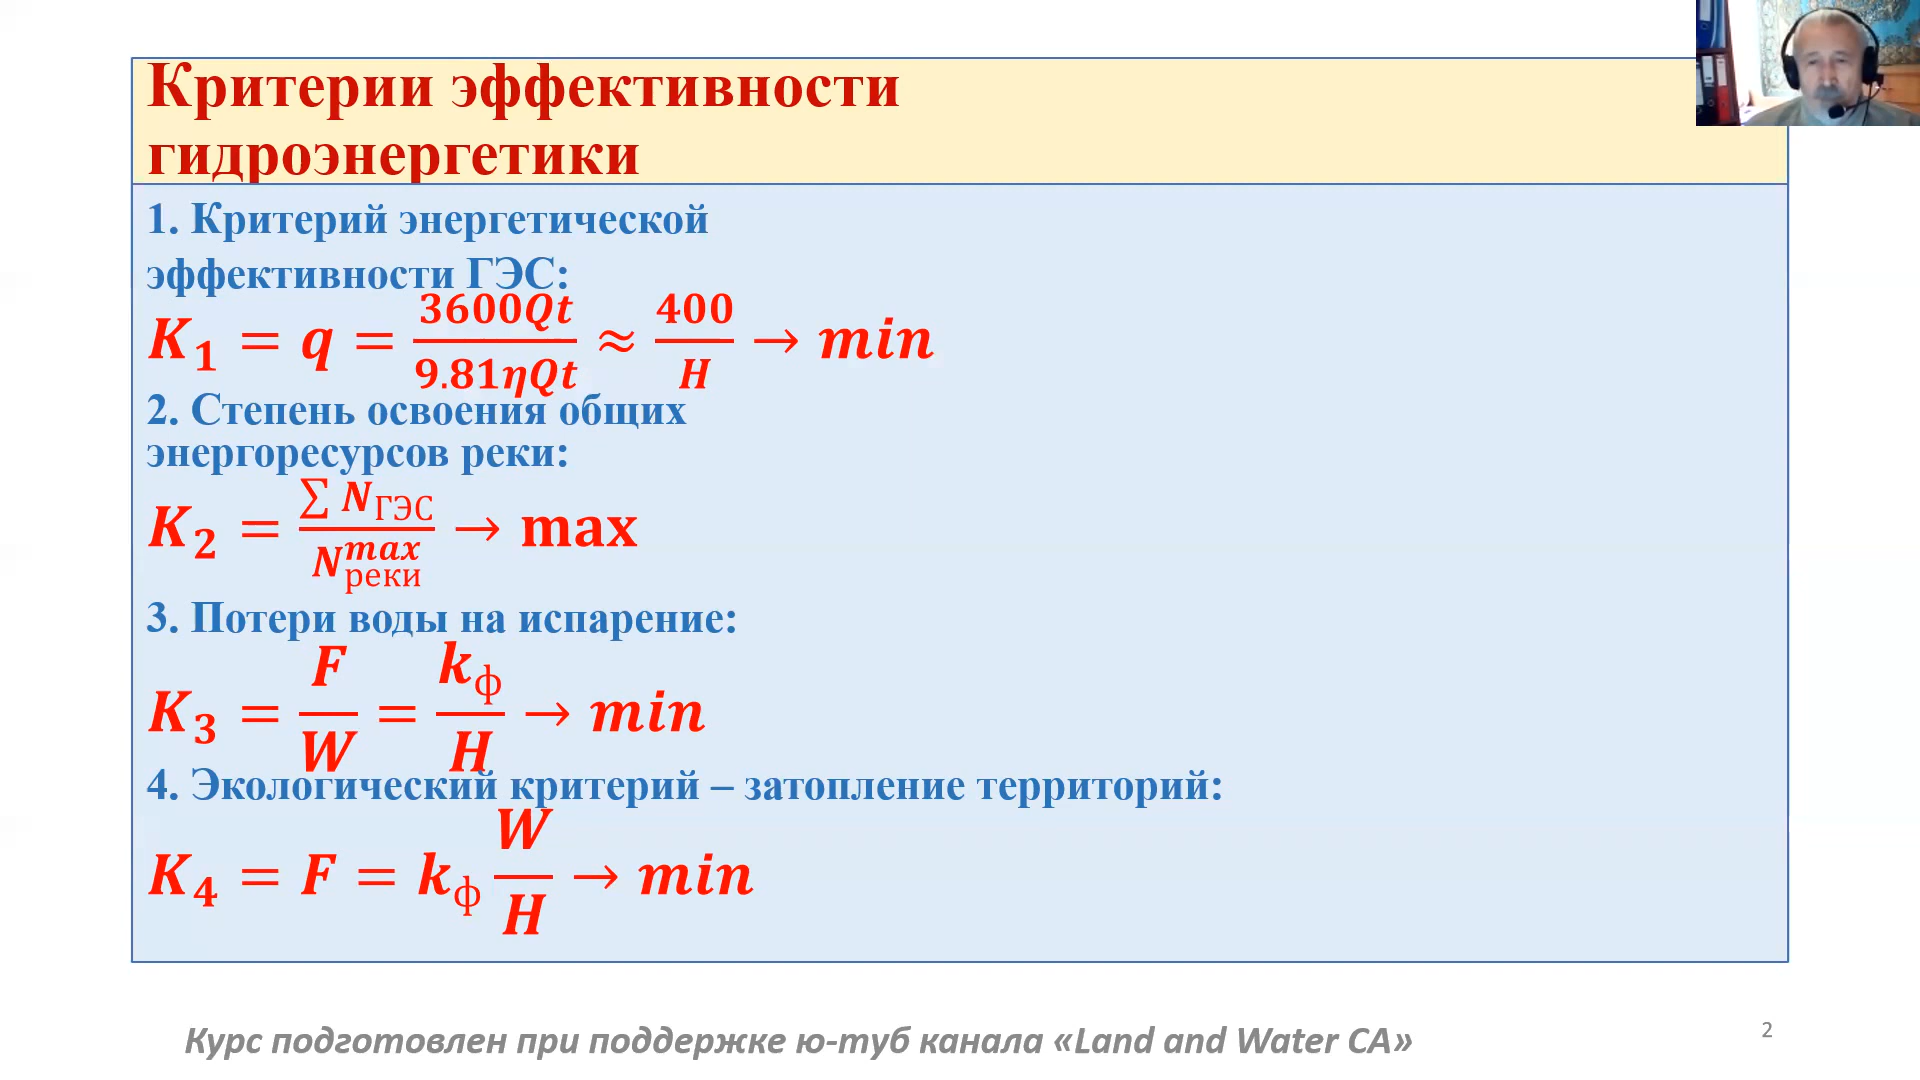 Критерии эффективности
гидроэнергетики
1. Критерий энергетической
эффективности ГЭС:
K₁ = q = 3600Qt / 9.81ηQt ≈ 400 / H → min
2. Степень освоения общих
энергоресурсов реки:
K₂ = ∑ N_ГЭС / N_реки^max → max
3. Потери воды на испарение:
K₃ = F / W = k_ф / H → min
4. Экологический критерий – затопление территорий:
K₄ = F = k_ф W / H → min
Курс подготовлен при поддержке ю-туб канала «Land and Water CA»
2